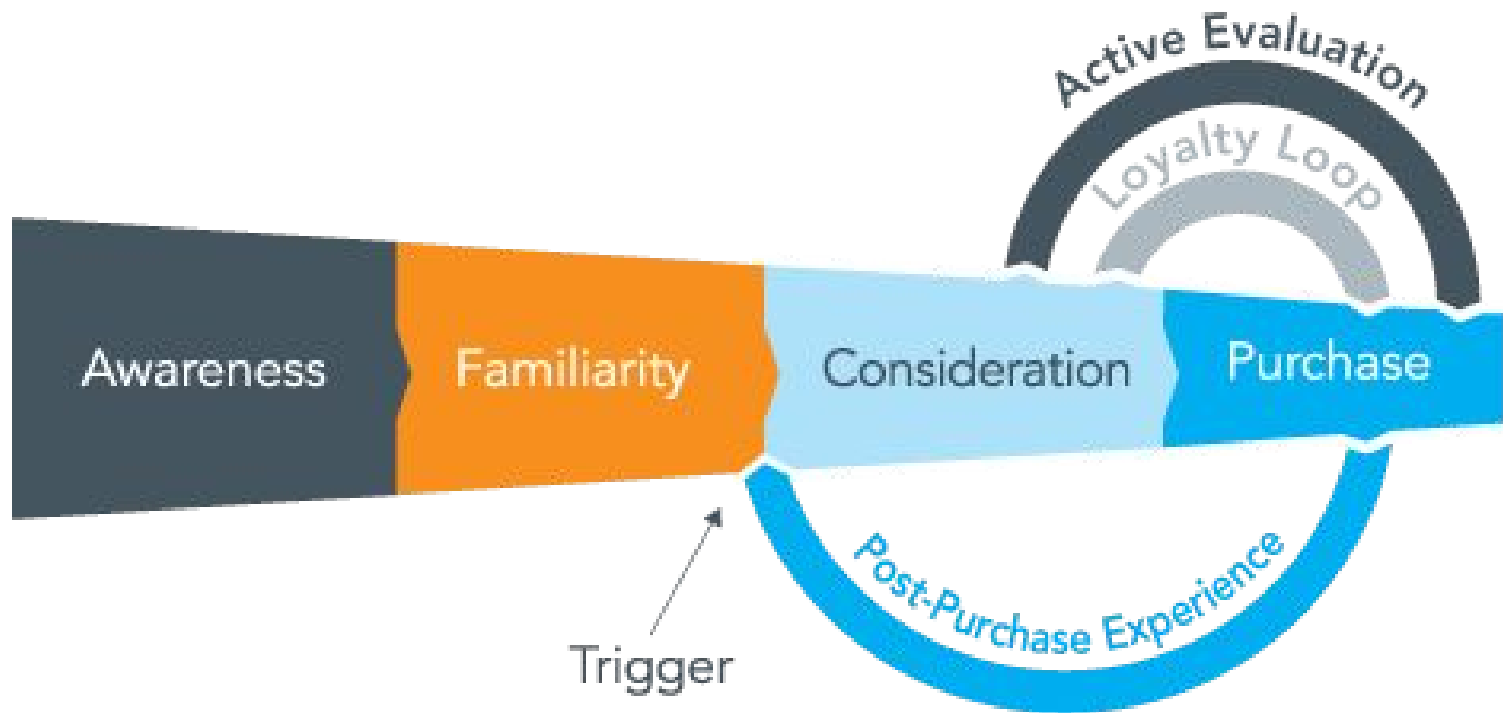 Active Evaluation
Loyalty Loop
Awareness
Familiarity
Consideration
Purchase
Post-Purchase Experience
Trigger